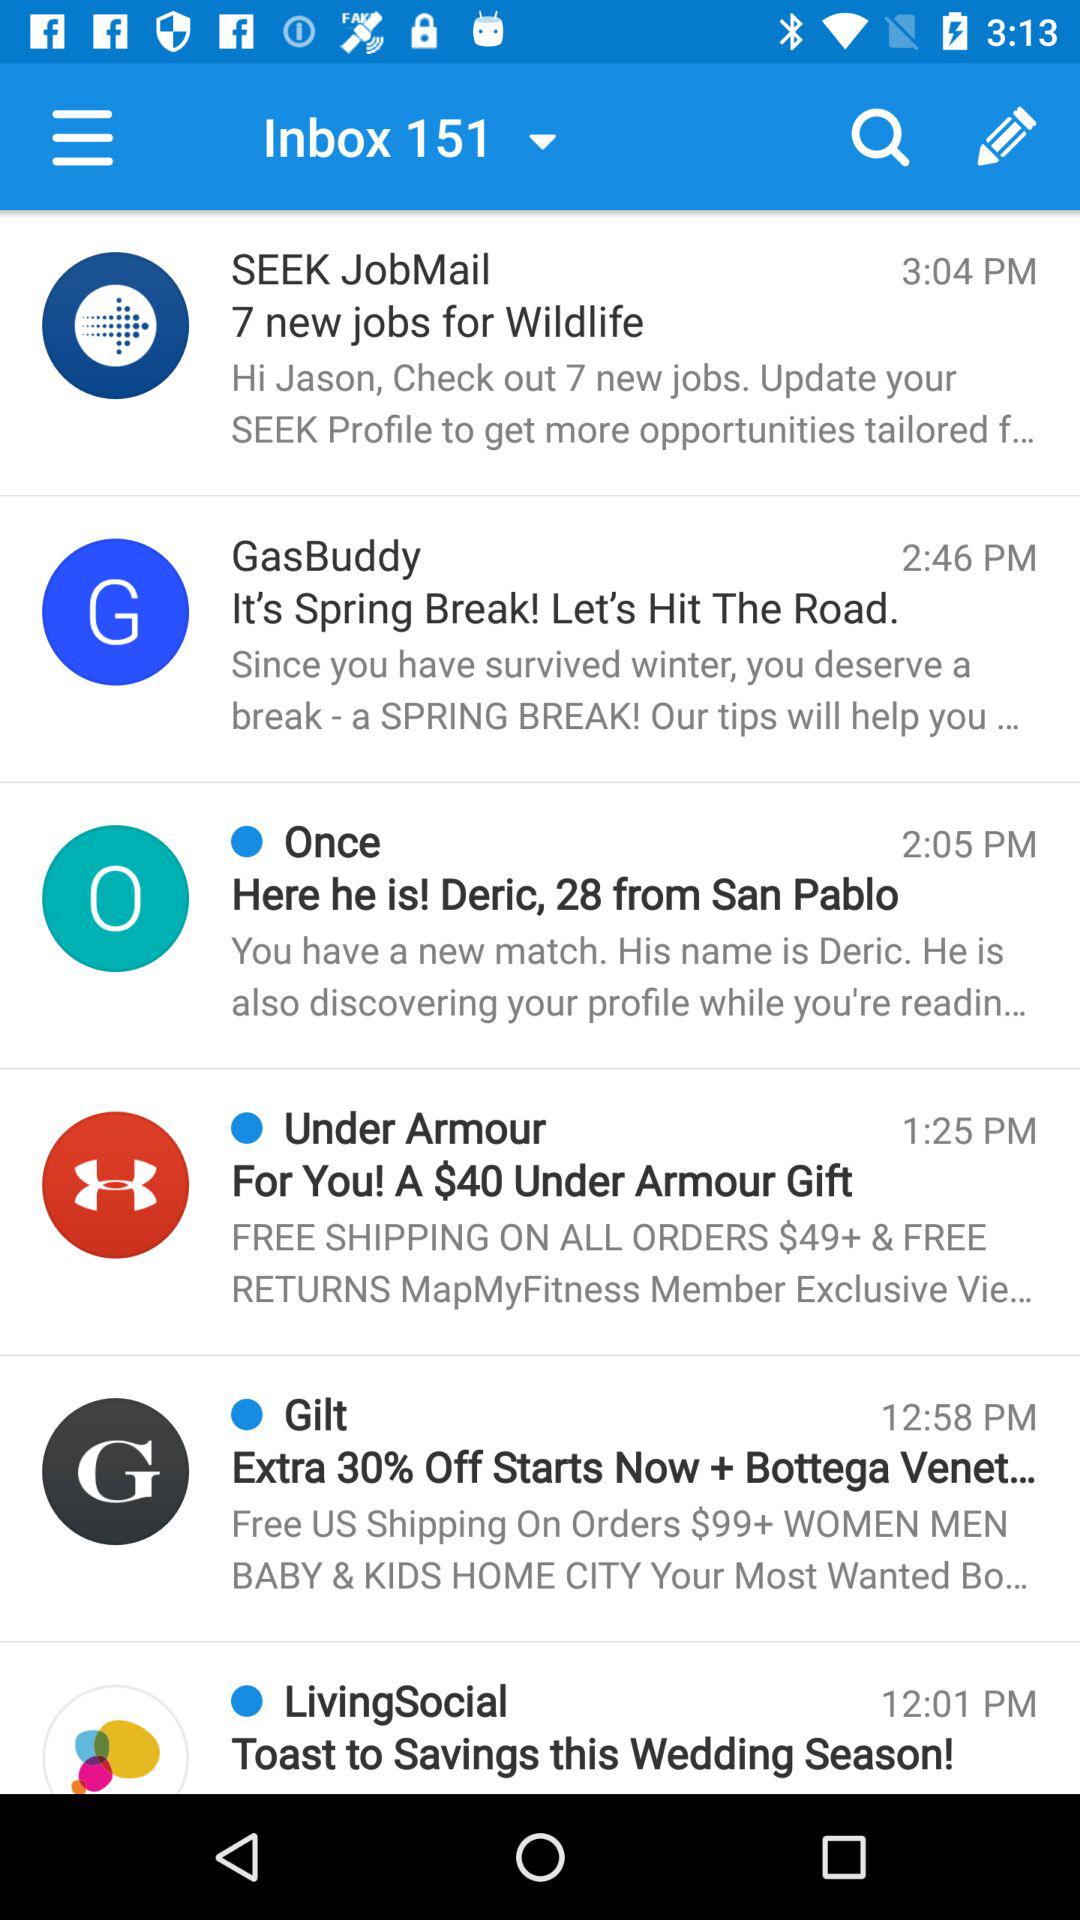 FAKE
3:13
Inbox 151
SEEK JobMail 3:04 PM
7 new jobs for Wildlife
Hi Jason, Check out 7 new jobs. Update your
SEEK Profile to get more opportunities tailored f...
G
GasBuddy 2:46 PM
It's Spring Break! Let's Hit The Road.
Since you have survived winter, you deserve a
break - a SPRING BREAK! Our tips will help you ...
O
Once 2:05 PM
Here he is! Deric, 28 from San Pablo
You have a new match. His name is Deric. He is
also discovering your profile while you're readin...
Under Armour 1:25 PM
For You! A $40 Under Armour Gift
FREE SHIPPING ON ALL ORDERS $49+ & FREE
RETURNS MapMyFitness Member Exclusive Vie...
G
Gilt 12:58 PM
Extra 30% Off Starts Now + Bottega Venet...
Free US Shipping On Orders $99+ WOMEN MEN
BABY & KIDS HOME CITY Your Most Wanted Bo...
LivingSocial 12:01 PM
Toast to Savings this Wedding Season!